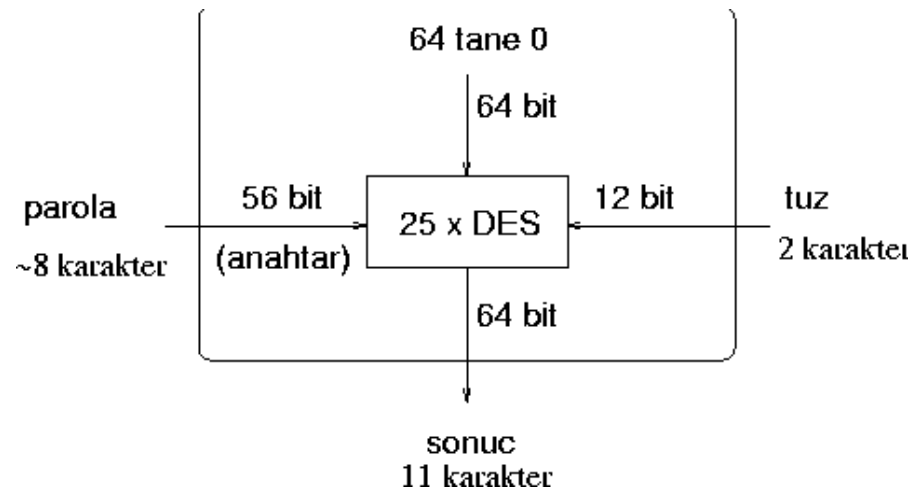 64 tane 0
64 bit
parola
56 bit
25 x DES
12 bit
tuz
~8 karakter
(anahtar)
2 karakter
64 bit
sonuc
11 karakter